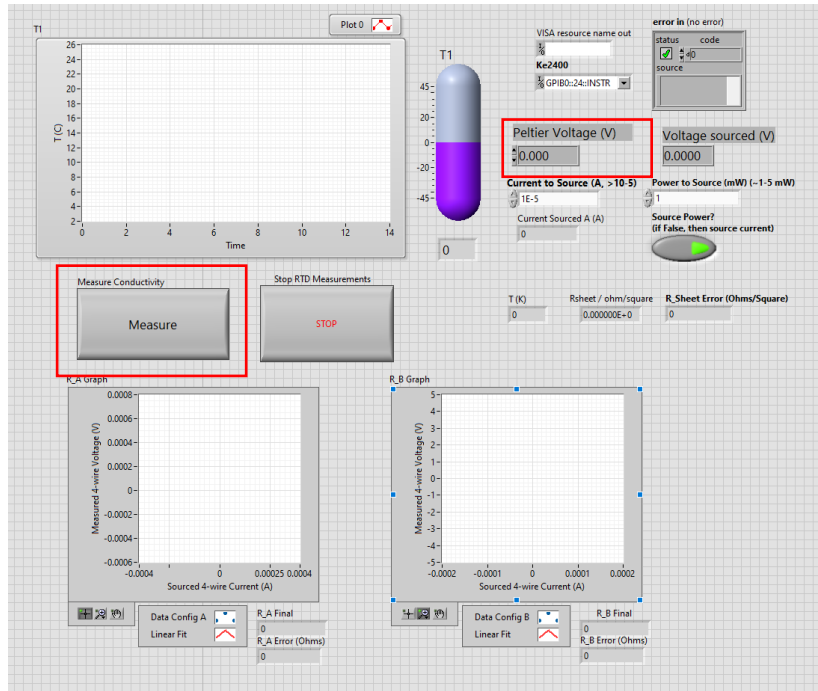 T1
Plot 0
26
24
22
20
18
16
14
12
10
8
6
4
2
T (C)
0 2 4 6 8 10 12 14
Time
T1
45
20
0
-20
-45
0
VISA resource name out
Ke2400
GPIB0::24::INSTR
error in (no error)
status code
0
source
Peltier Voltage (V)
0.000
Voltage sourced (V)
0.0000
Current to Source (A, >10-5)
1E-5
Power to Source (mW) (~1-5 mW)
1
Current Sourced A (A)
0
Source Power?
(if False, then source current)
Measure Conductivity
Measure
Stop RTD Measurements
STOP
T (K)
0
Rsheet / ohm/square
0.000000E+0
R_Sheet Error (Ohms/Square)
0
R_A Graph
0.0008
0.0006
0.0004
0.0002
0
-0.0002
-0.0004
-0.0006
Measured 4-wire Voltage (V)
-0.0004 0 0.00025 0.0004
Sourced 4-wire Current (A)
Data Config A
Linear Fit
R_A Final
0
R_A Error (Ohms)
0
R_B Graph
5
4
3
2
1
0
-1
-2
-3
-4
-5
Measured 4-wire Voltage (V)
-0.0002 -0.0001 0 0.0001 0.0002
Sourced 4-wire Current (A)
Data Config B
Linear Fit
R_B Final
0
R_B Error (Ohms)
0